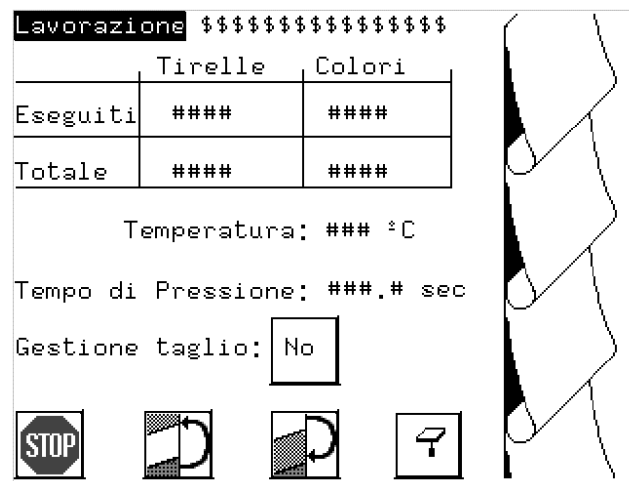 Lavorazione $$$$$$$$$$$$$$$$
Tirelle Colori
Eseguiti #### ####
Totale #### ####
Temperatura: ### °C
Tempo di Pressione: ###.# sec
Gestione taglio: No
STOP